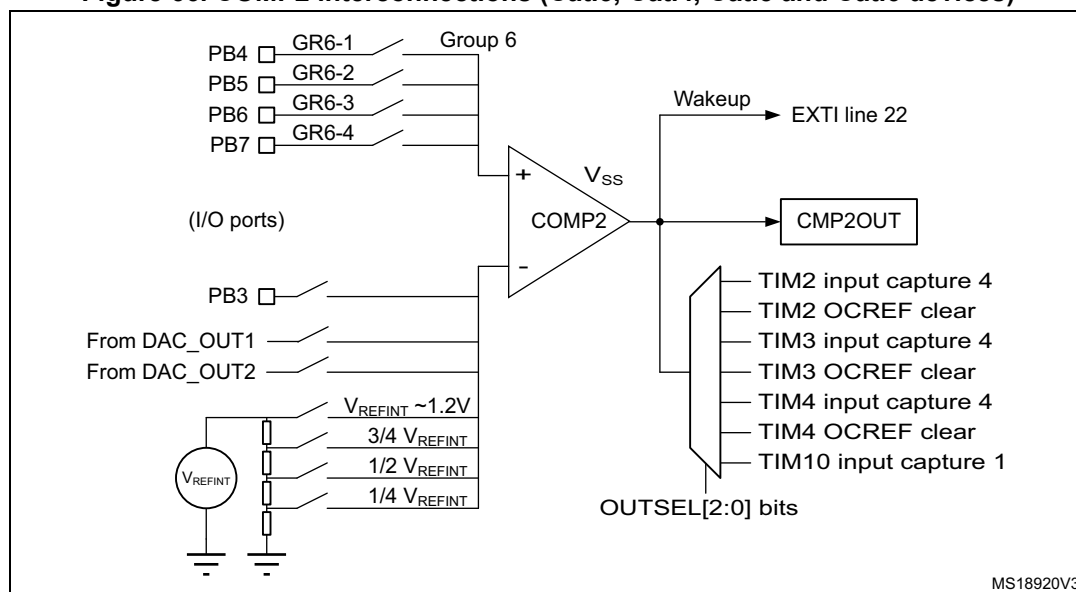 GR6-1
Group 6
PB4
GR6-2
PB5
GR6-3
PB6
GR6-4
PB7
Wakeup
EXTI line 22
VSS
+
COMP2
CMP2OUT
(I/O ports)
-
PB3
From DAC_OUT1
From DAC_OUT2
VREFINT ~1.2V
3/4 VREFINT
1/2 VREFINT
1/4 VREFINT
VREFINT
TIM2 input capture 4
TIM2 OCREF clear
TIM3 input capture 4
TIM3 OCREF clear
TIM4 input capture 4
TIM4 OCREF clear
TIM10 input capture 1
OUTSEL[2:0] bits
MS18920V3